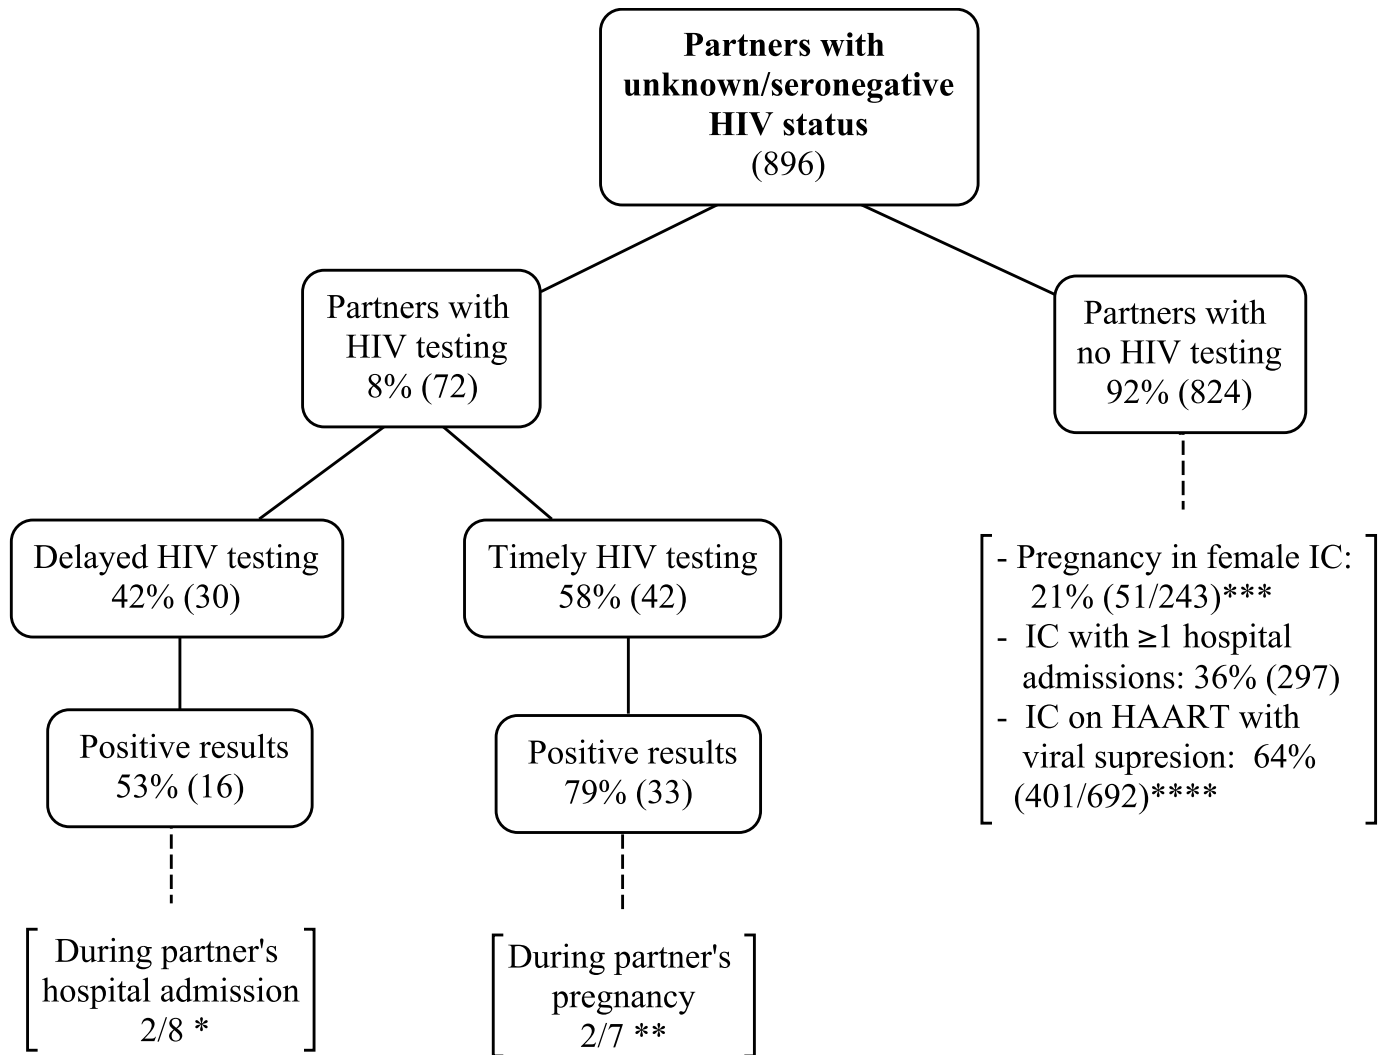 Partners with
unknown/seronegative
HIV status
(896)
Partners with
HIV testing
8% (72)
Partners with
no HIV testing
92% (824)
Delayed HIV testing
42% (30)
Timely HIV testing
58% (42)
- Pregnancy in female IC:
21% (51/243)***
- IC with ≥1 hospital
admissions: 36% (297)
- IC on HAART with
viral supresion: 64%
(401/692)****
Positive results
53% (16)
Positive results
79% (33)
During partner's
hospital admission
2/8 *
During partner's
pregnancy
2/7 **